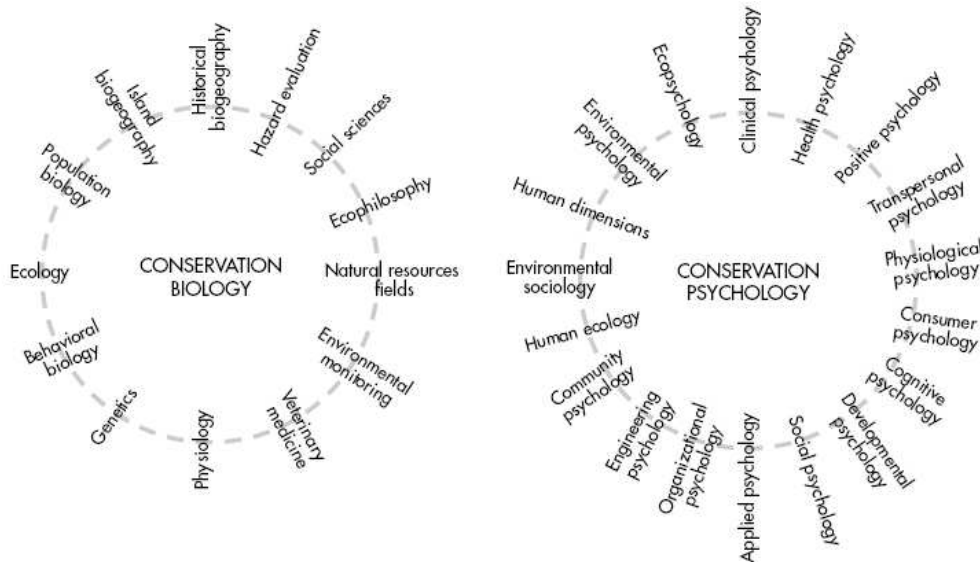 Historical
biogeography
Hazard evaluation
Social sciences
Ecophilosophy
Natural resources
fields
Environmental
monitoring
Veterinary
medicine
Physiology
Genetics
Behavioral
biology
Ecology
Population
biology
Island
biogeography
CONSERVATION
BIOLOGY
Clinical psychology
Health psychology
Positive psychology
Transpersonal
psychology
Physiological
psychology
Consumer
psychology
Cognitive
psychology
Developmental
psychology
Social psychology
Applied psychology
Organizational
psychology
Engineering
psychology
Community
psychology
Human ecology
Environmental
sociology
Human dimensions
Environmental
psychology
Ecopsychology
CONSERVATION
PSYCHOLOGY